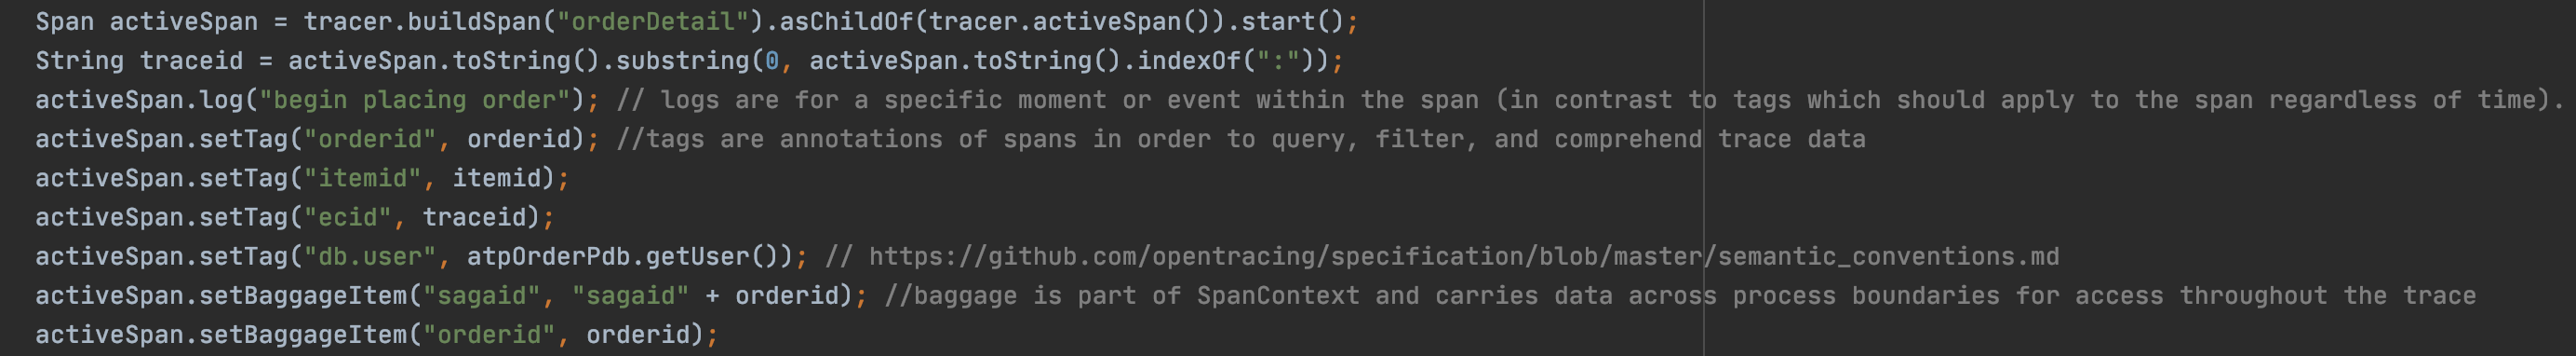 Span activeSpan = tracer.buildSpan("orderDetail").asChildOf(tracer.activeSpan()).start();
String traceid = activeSpan.toString().substring(0, activeSpan.toString().indexOf(":"));
activeSpan.log("begin placing order"); // logs are for a specific moment or event within the span (in contrast to tags which should apply to the span regardless of time).
activeSpan.setTag("orderid", orderid); //tags are annotations of spans in order to query, filter, and comprehend trace data
activeSpan.setTag("itemid", itemid);
activeSpan.setTag("ecid", traceid);
activeSpan.setTag("db.user", atpOrderPdb.getUser()); // https://github.com/opentracing/specification/blob/master/semantic_conventions.md
activeSpan.setBaggageItem("sagaid", "sagaid" + orderid); //baggage is part of SpanContext and carries data across process boundaries for access throughout the trace
activeSpan.setBaggageItem("orderid", orderid);